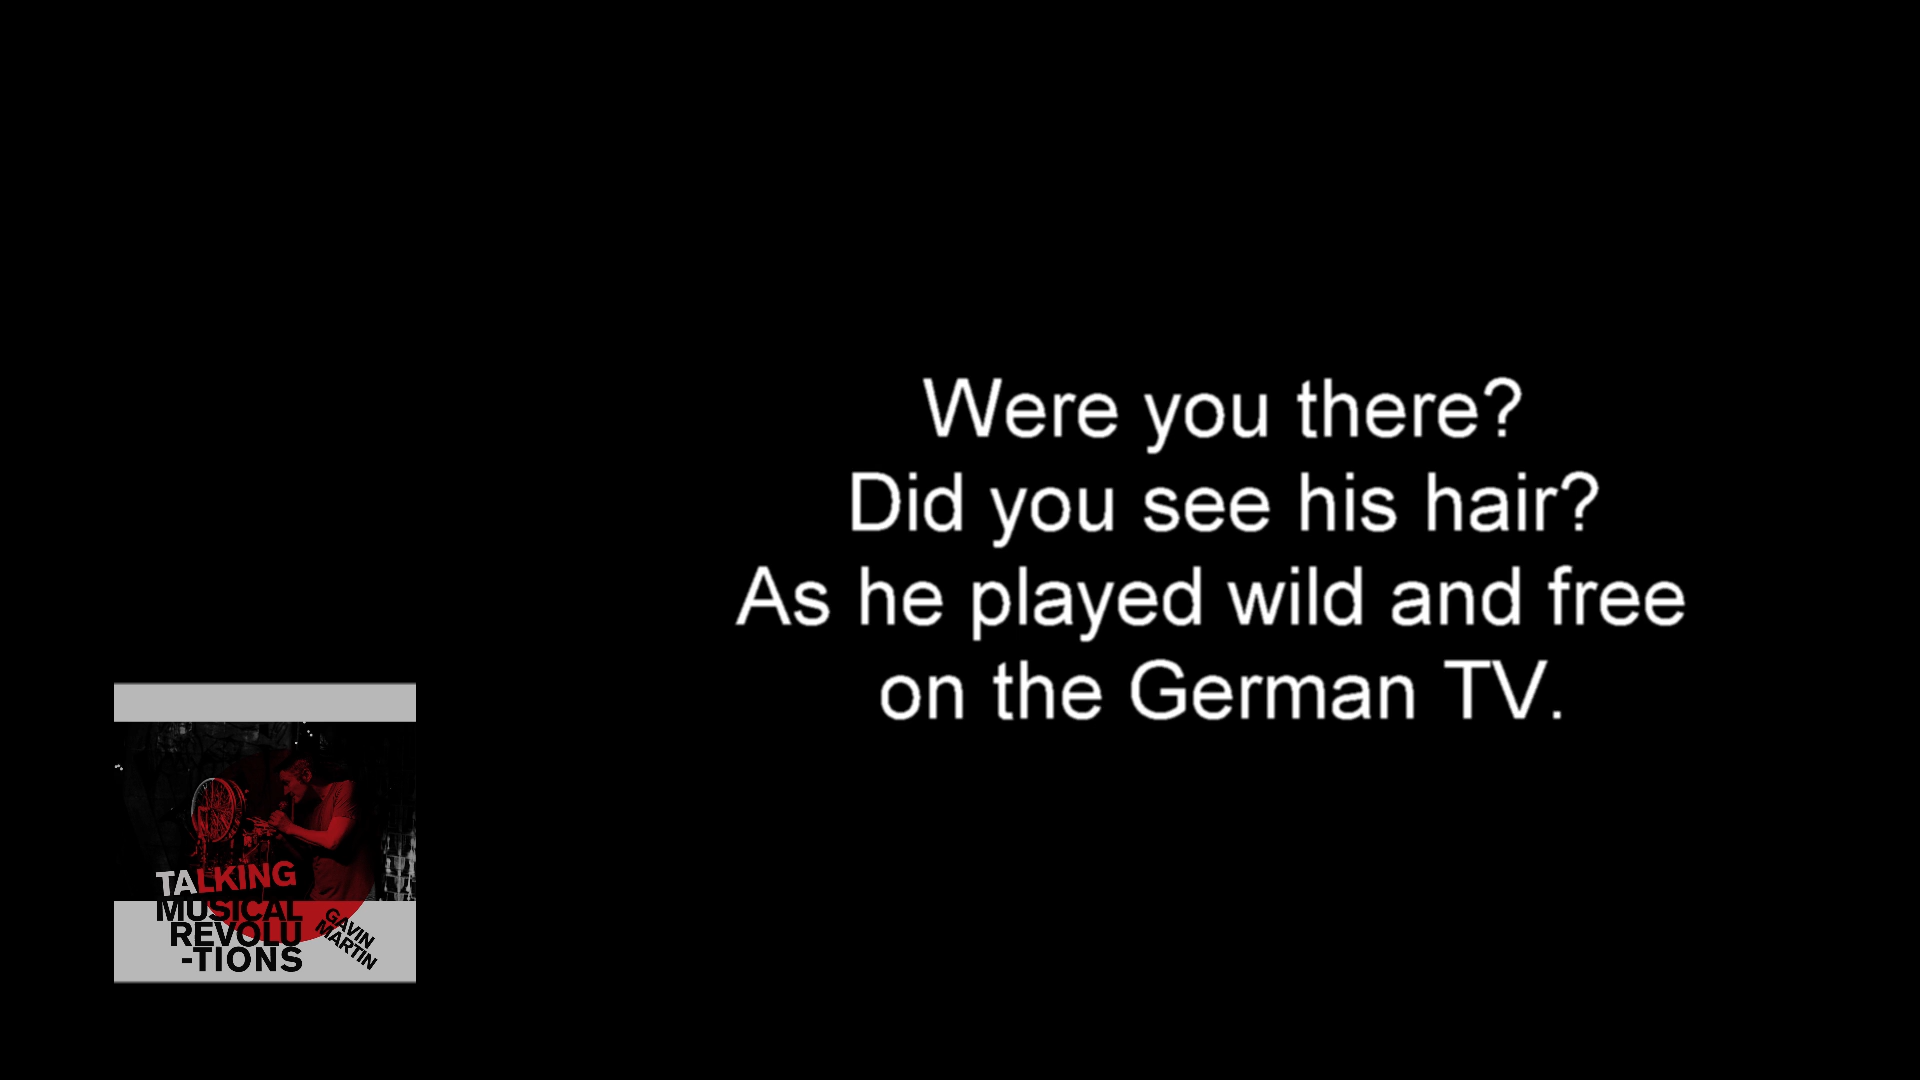 Were you there?
Did you see his hair?
As he played wild and free
on the German TV.
TALKING
MUSICAL
REVOLU
-TIONS
GAVIN
MARTIN